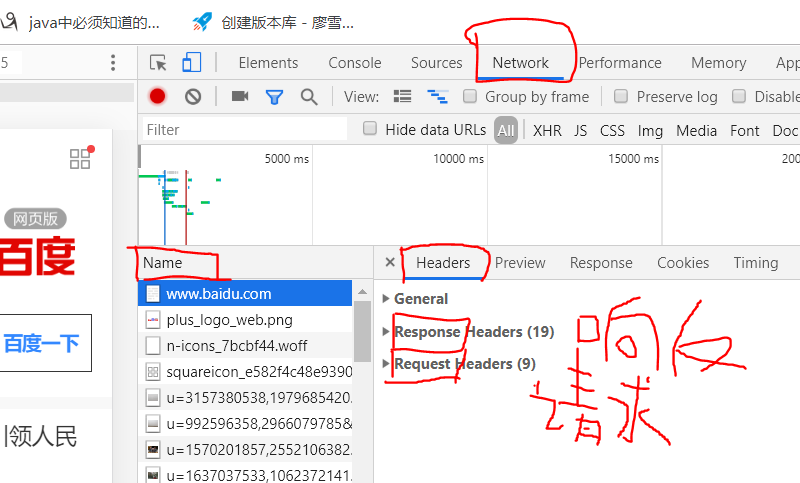 java中必须知道的...
创建版本库 - 廖雪...
5
Elements Console Sources Network Performance Memory App
View: Group by frame Preserve log Disable
Filter
Hide data URLs All XHR JS CSS Img Media Font Doc
5000 ms 10000 ms 15000 ms 200
网页版
百度
百度一下
引领人民
Name
www.baidu.com
plus_logo_web.png
n-icons_7bcbf44.woff
squareicon_e582f4c48e9390
u=3157380538,1979685420.
u=992596358,2966079785&
u=1570201857,2552106382.
u=1637037533,1062372141.
× Headers Preview Response Cookies Timing
General
Response Headers (19)
Request Headers (9)
响应
请求